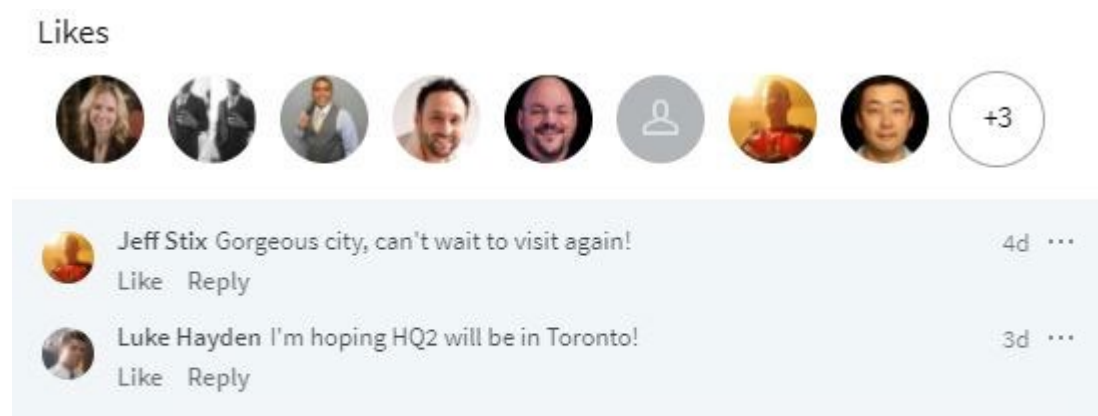 Likes
+3
Jeff Stix Gorgeous city, can't wait to visit again! 4d ···
Like Reply
Luke Hayden I'm hoping HQ2 will be in Toronto! 3d ···
Like Reply